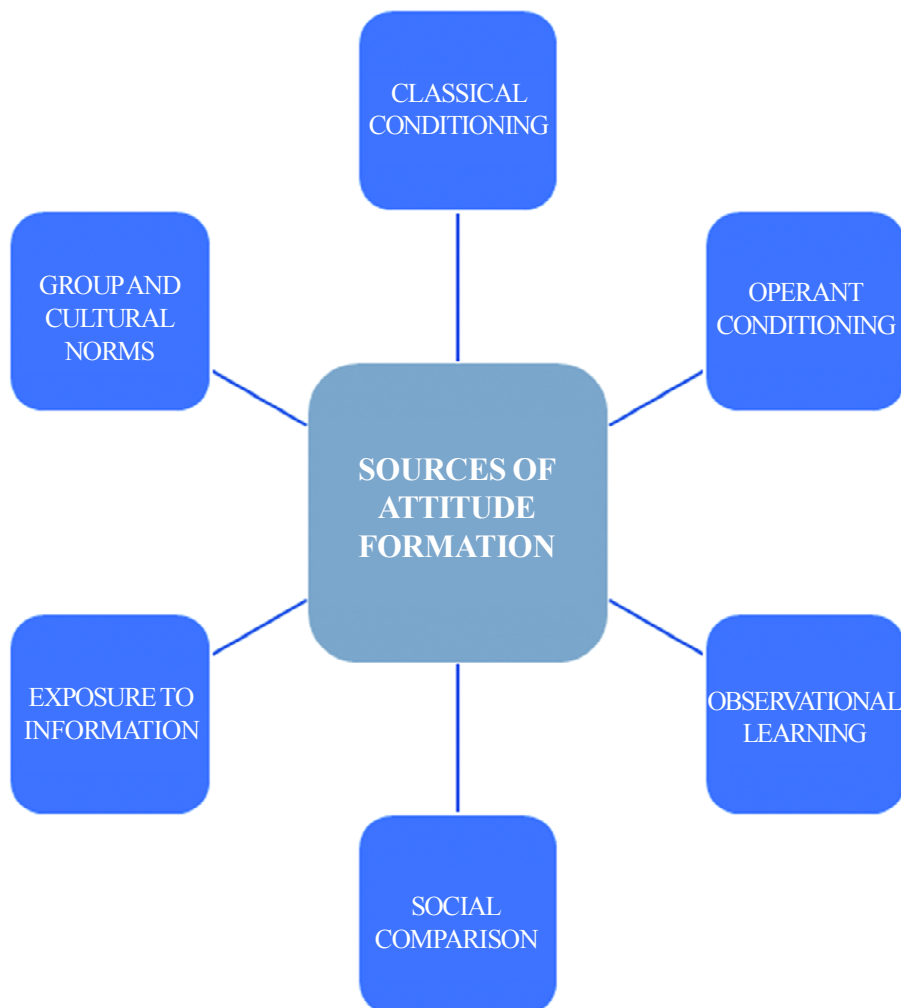 CLASSICAL
CONDITIONING
GROUP AND
CULTURAL
NORMS
OPERANT
CONDITIONING
SOURCES OF
ATTITUDE
FORMATION
EXPOSURE TO
INFORMATION
OBSERVATIONAL
LEARNING
SOCIAL
COMPARISON